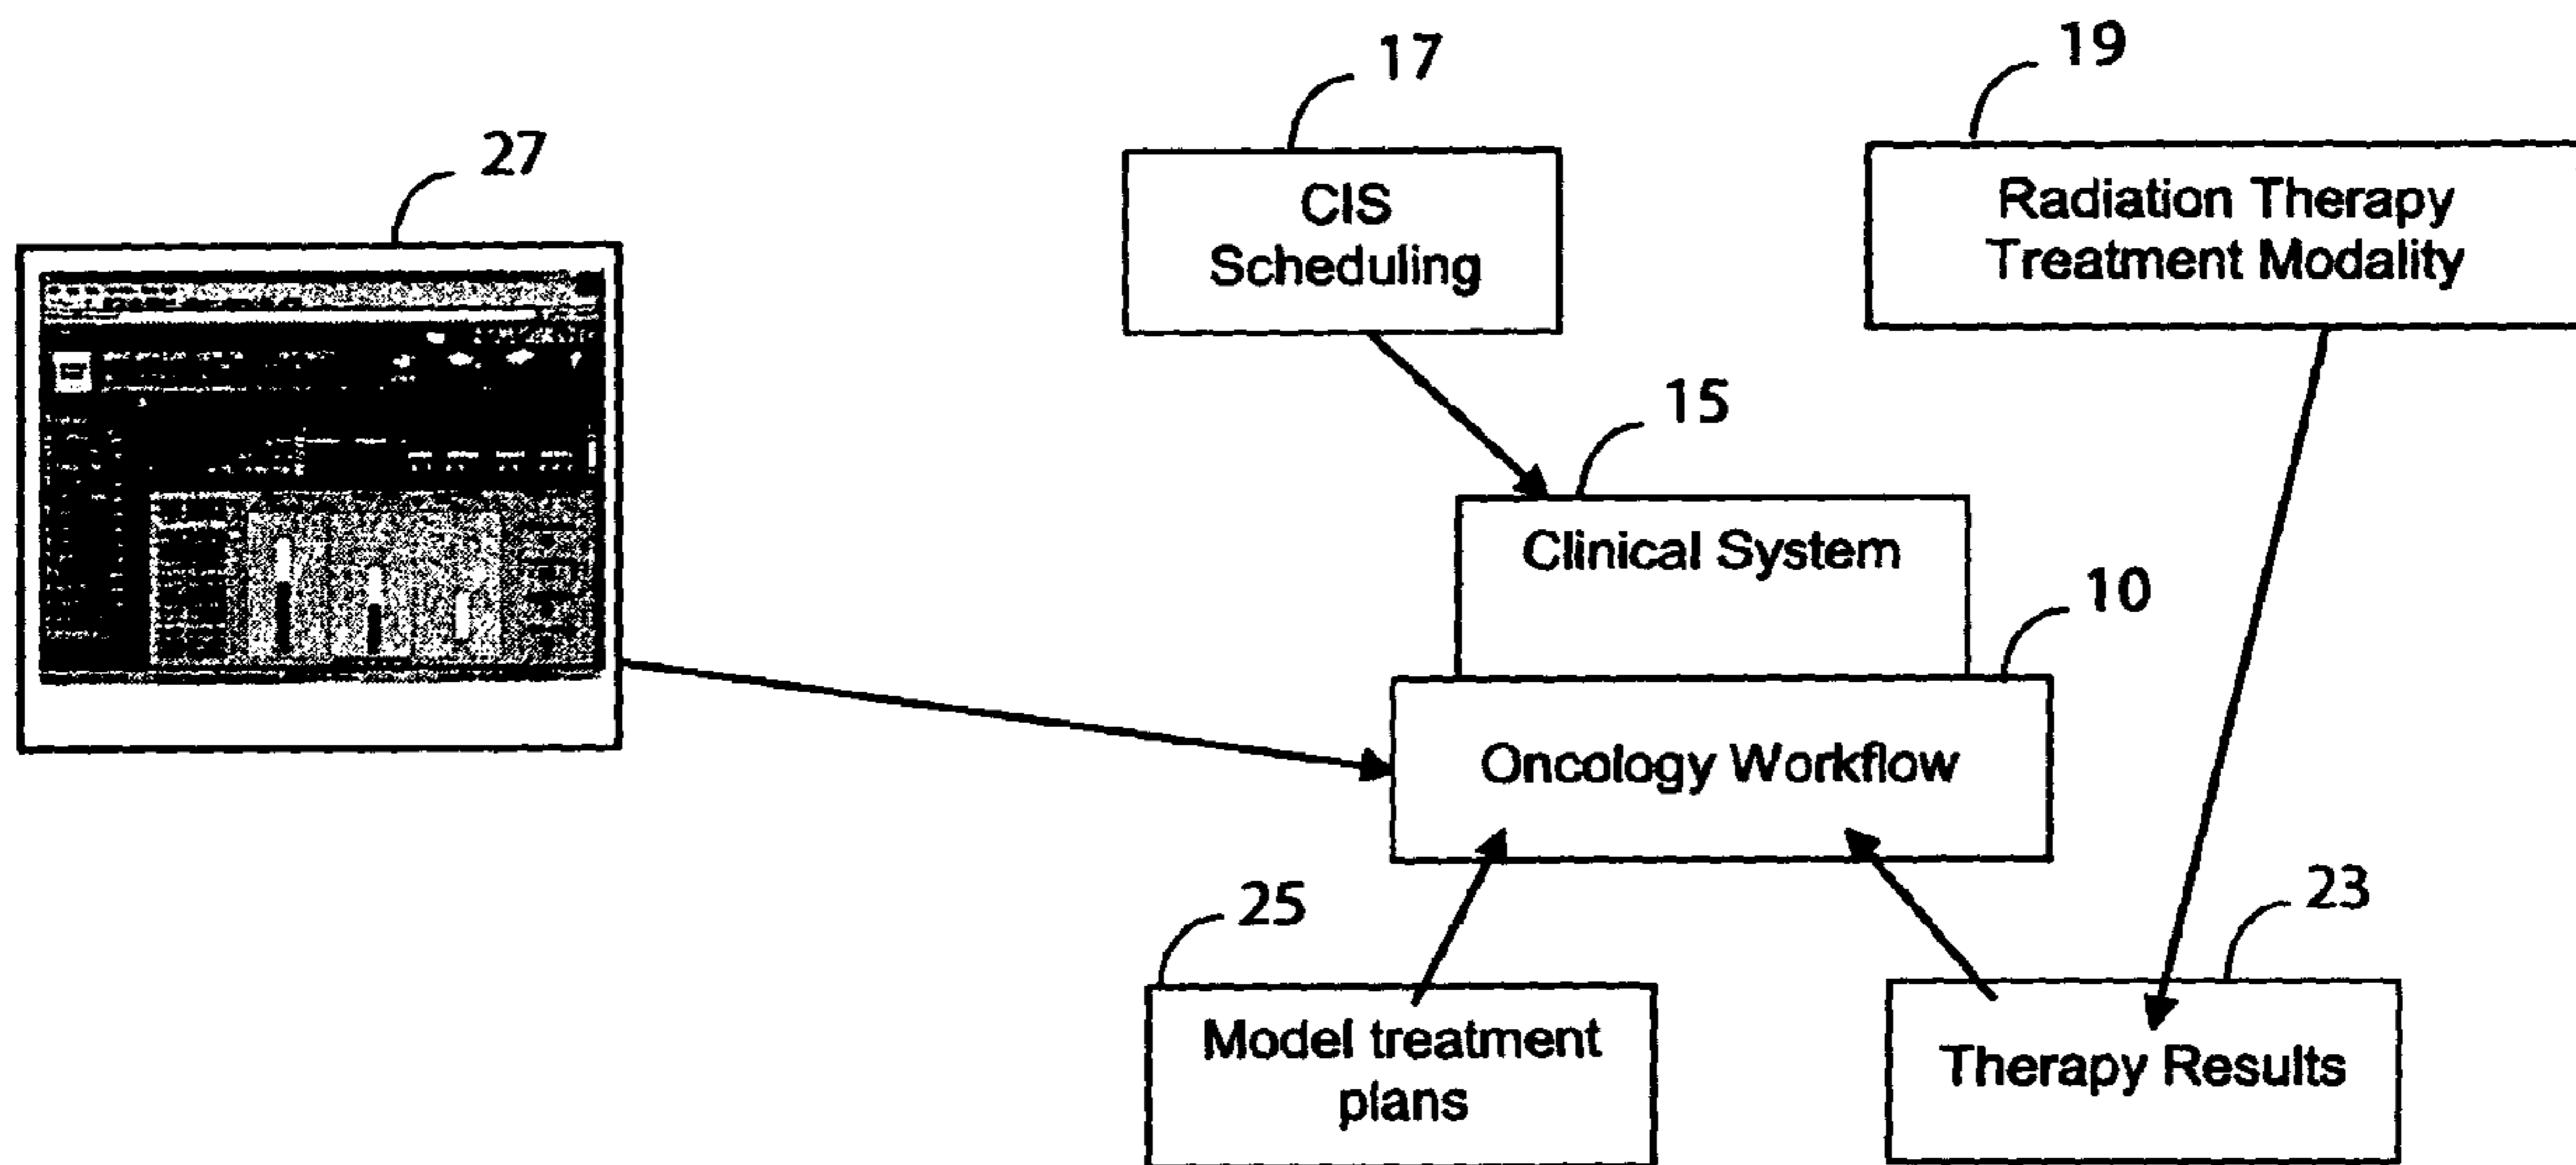 19
17
27
CIS
Scheduling
Radiation Therapy
Treatment Modality
15
Clinical System
10
Oncology Workflow
25
23
Model treatment
plans
Therapy Results